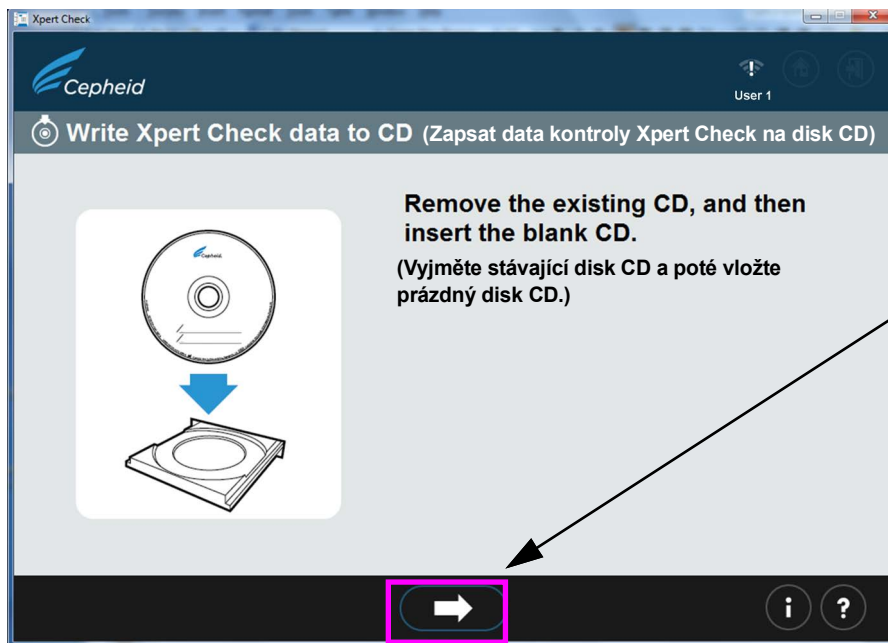 Xpert Check
Cepheid
User 1
Write Xpert Check data to CD (Zapsat data kontroly Xpert Check na disk CD)
Remove the existing CD, and then
insert the blank CD.
(Vyjměte stávající disk CD a poté vložte
prázdný disk CD.)
Cepheid
i ?